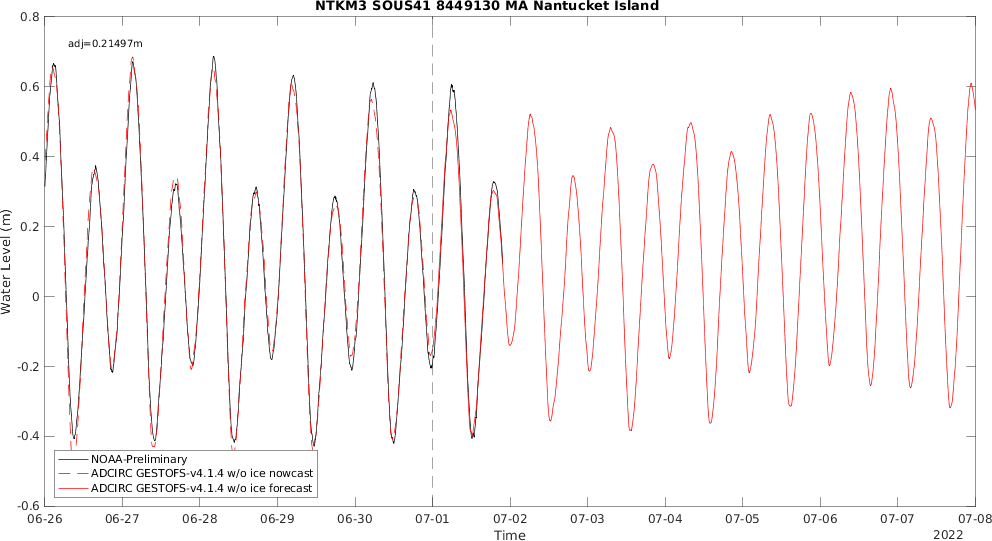 NTKM3 SOUS41 8449130 MA Nantucket Island
0.8
adj=0.21497m
0.6
0.4
0.2
Water Level (m)
0
-0.2
-0.4
NOAA-Preliminary
ADCIRC GESTOFS-v4.1.4 w/o ice nowcast
ADCIRC GESTOFS-v4.1.4 w/o ice forecast
-0.6
06-26 06-27 06-28 06-29 06-30 07-01 07-02 07-03 07-04 07-05 07-06 07-07 07-08
Time
2022